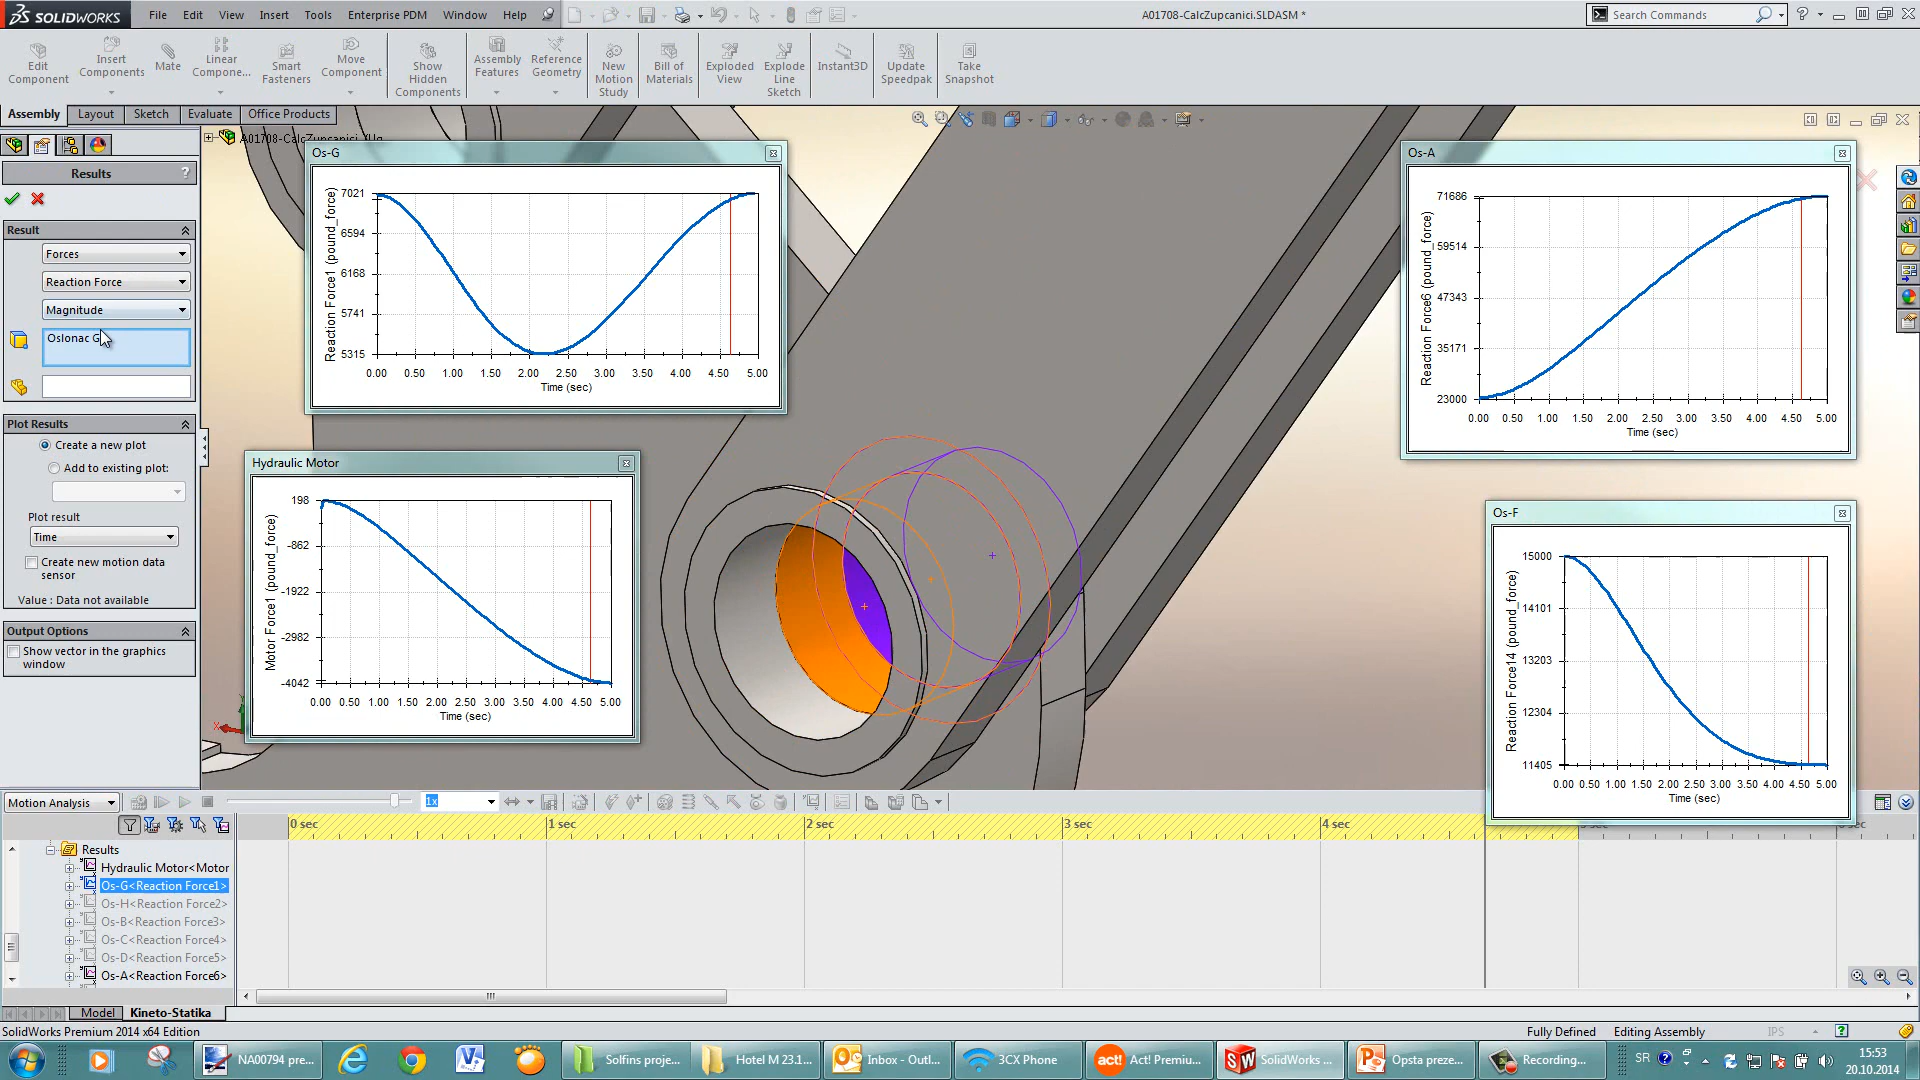 SOLIDWORKS
File Edit View Insert Tools Enterprise PDM Window Help
A01708-CalcZupcanici.SLDASM *
Search Commands
Edit Component
Insert Components
Mate
Linear Compone...
Smart Fasteners
Move Component
Show Hidden Components
Assembly Features
Reference Geometry
New Motion Study
Bill of Materials
Exploded View
Explode Line Sketch
Instant3D
Update Speedpak
Take Snapshot
Assembly Layout Sketch Evaluate Office Products
Results
?
Result
Forces
Reaction Force
Magnitude
Oslonac G
Plot Results
Create a new plot
Add to existing plot:
Plot result
Time
Create new motion data
sensor
Value : Data not available
Output Options
Show vector in the graphics
window
Os-G
Reaction Force1 (pound_force)
7021
6594
6168
5741
5315
0.00 0.50 1.00 1.50 2.00 2.50 3.00 3.50 4.00 4.50 5.00
Time (sec)
Hydraulic Motor
Motor Force1 (pound_force)
198
-862
-1922
-2982
-4042
0.00 0.50 1.00 1.50 2.00 2.50 3.00 3.50 4.00 4.50 5.00
Time (sec)
Os-A
Reaction Force6 (pound_force)
71686
59514
47343
35171
23000
0.00 0.50 1.00 1.50 2.00 2.50 3.00 3.50 4.00 4.50 5.00
Time (sec)
Os-F
Reaction Force14 (pound_force)
15000
14101
13203
12304
11405
0.00 0.50 1.00 1.50 2.00 2.50 3.00 3.50 4.00 4.50 5.00
Time (sec)
Motion Analysis
1x
0 sec 1 sec 2 sec 3 sec 4 sec
Results
Hydraulic Motor<Motor
Os-G<Reaction Force1>
Os-H<Reaction Force2>
Os-B<Reaction Force3>
Os-C<Reaction Force4>
Os-D<Reaction Force5>
Os-A<Reaction Force6>
Model Kineto-Statika
SolidWorks Premium 2014 x64 Edition
Fully Defined Editing Assembly IPS
NA00794 pre...
Solfins proje...
Hotel M 23.1...
Inbox - Outl...
3CX Phone
act! Act! Premiu...
SolidWorks ...
Opsta preze...
Recording...
SR
15:53
20.10.2014